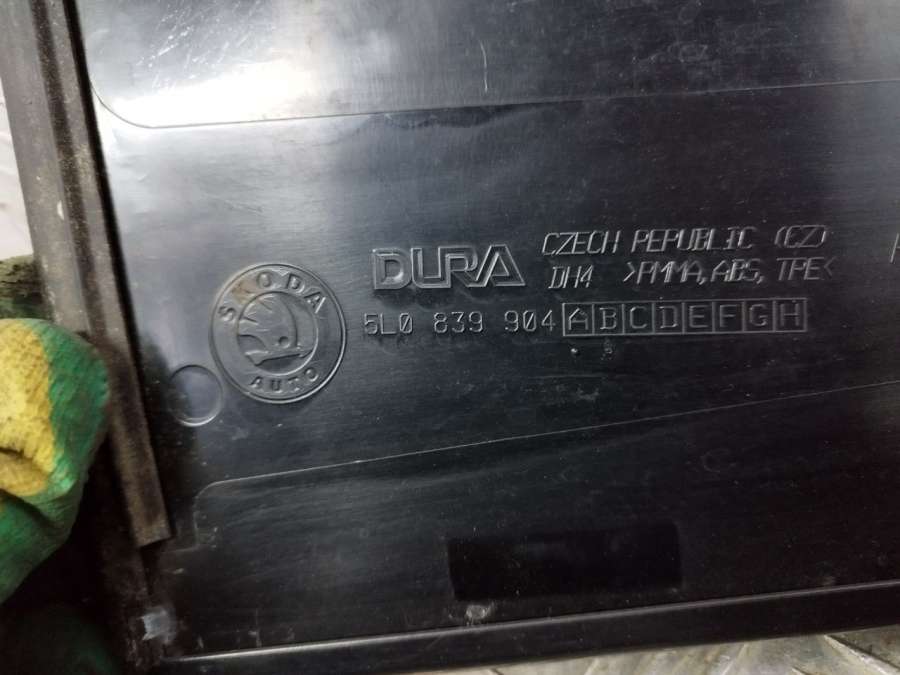 DURA
CZECH REPUBLIC (CZ)
DH4 >PMMA, ABS, TPE<
SKODA
AUTO
5L0 839 904 A B C D E F G H